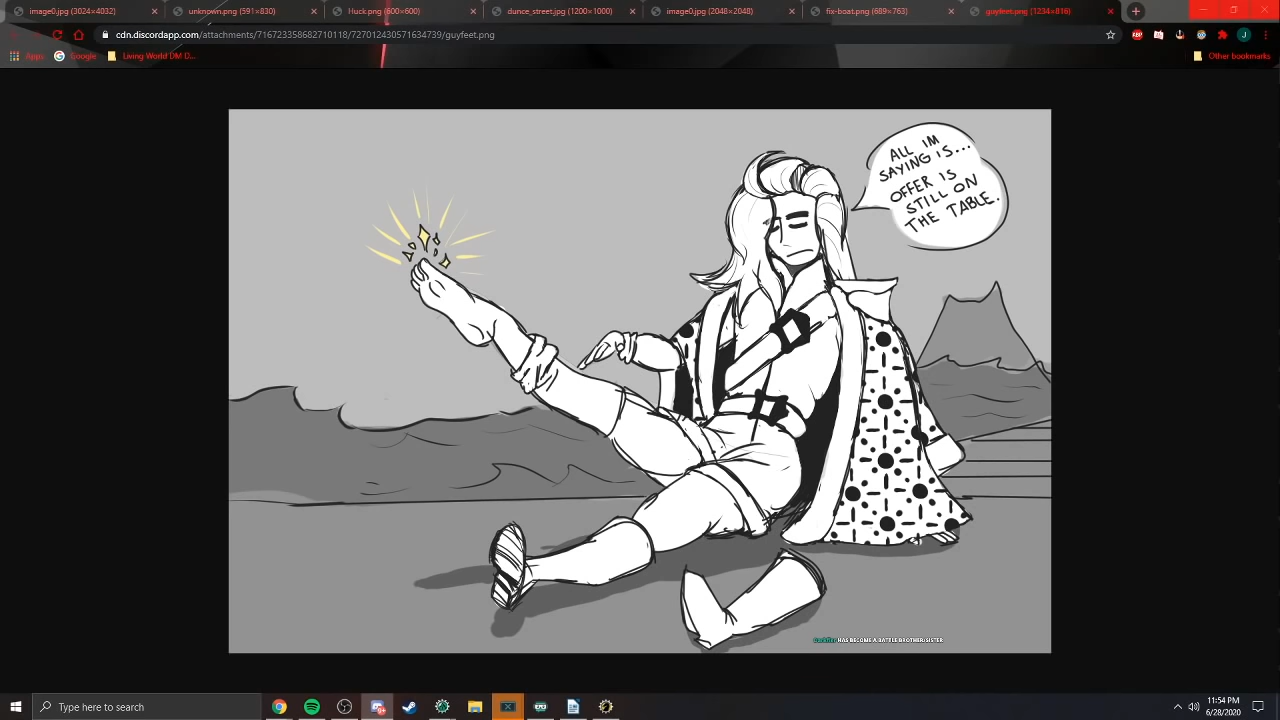 image0.jpg (3024×4032)
unknown.png (591×830)
Huck.png (600×600)
dunce_street.jpg (1200×1000)
image0.jpg (2048×2048)
fix-boat.png (689×763)
guyfeet.png (1234×816)
cdn.discordapp.com/attachments/716723358682710118/727012430571634739/guyfeet.png
Apps
Google
Living World DM D...
Other bookmarks
ALL IM
SAYING IS...
OFFER IS
STILL ON
THE TABLE.
HAS BECOME A BATTLE BROTHER/SISTER
Type here to search
11:54 PM
6/28/2020